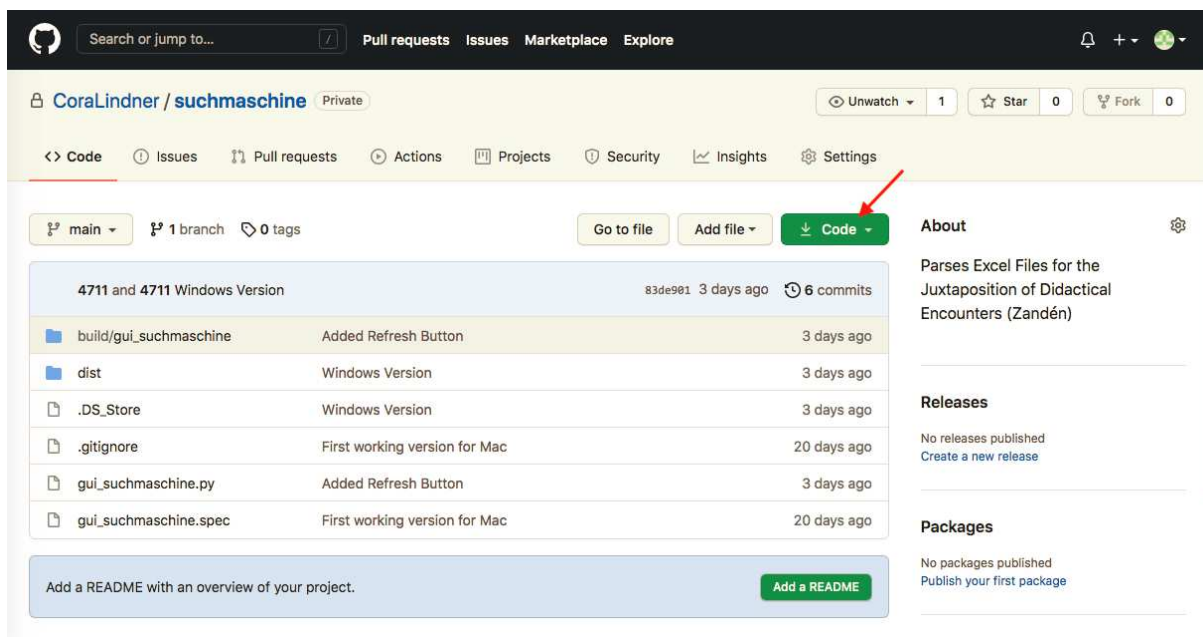 Search or jump to... / Pull requests Issues Marketplace Explore
CoraLindner / suchmaschine Private Unwatch 1 Star 0 Fork 0
<> Code Issues Pull requests Actions Projects Security Insights Settings
main 1 branch 0 tags Go to file Add file Code
4711 and 4711 Windows Version 83de901 3 days ago 6 commits
build/gui_suchmaschine Added Refresh Button 3 days ago
dist Windows Version 3 days ago
.DS_Store Windows Version 3 days ago
.gitignore First working version for Mac 20 days ago
gui_suchmaschine.py Added Refresh Button 3 days ago
gui_suchmaschine.spec First working version for Mac 20 days ago
Add a README with an overview of your project. Add a README
About
Parses Excel Files for the
Juxtaposition of Didactical
Encounters (Zandén)
Releases
No releases published
Create a new release
Packages
No packages published
Publish your first package